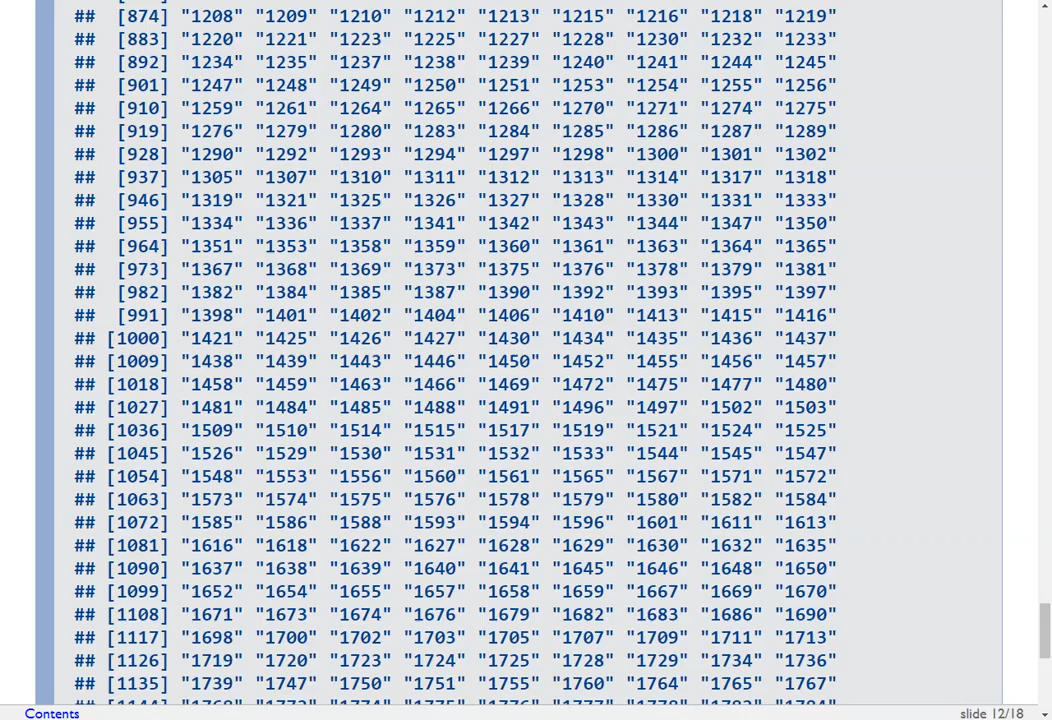 ## [874] "1208" "1209" "1210" "1212" "1213" "1215" "1216" "1218" "1219"
## [883] "1220" "1221" "1223" "1225" "1227" "1228" "1230" "1232" "1233"
## [892] "1234" "1235" "1237" "1238" "1239" "1240" "1241" "1244" "1245"
## [901] "1247" "1248" "1249" "1250" "1251" "1253" "1254" "1255" "1256"
## [910] "1259" "1261" "1264" "1265" "1266" "1270" "1271" "1274" "1275"
## [919] "1276" "1279" "1280" "1283" "1284" "1285" "1286" "1287" "1289"
## [928] "1290" "1292" "1293" "1294" "1297" "1298" "1300" "1301" "1302"
## [937] "1305" "1307" "1310" "1311" "1312" "1313" "1314" "1317" "1318"
## [946] "1319" "1321" "1325" "1326" "1327" "1328" "1330" "1331" "1333"
## [955] "1334" "1336" "1337" "1341" "1342" "1343" "1344" "1347" "1350"
## [964] "1351" "1353" "1358" "1359" "1360" "1361" "1363" "1364" "1365"
## [973] "1367" "1368" "1369" "1373" "1375" "1376" "1378" "1379" "1381"
## [982] "1382" "1384" "1385" "1387" "1390" "1392" "1393" "1395" "1397"
## [991] "1398" "1401" "1402" "1404" "1406" "1410" "1413" "1415" "1416"
## [1000] "1421" "1425" "1426" "1427" "1430" "1434" "1435" "1436" "1437"
## [1009] "1438" "1439" "1443" "1446" "1450" "1452" "1455" "1456" "1457"
## [1018] "1458" "1459" "1463" "1466" "1469" "1472" "1475" "1477" "1480"
## [1027] "1481" "1484" "1485" "1488" "1491" "1496" "1497" "1502" "1503"
## [1036] "1509" "1510" "1514" "1515" "1517" "1519" "1521" "1524" "1525"
## [1045] "1526" "1529" "1530" "1531" "1532" "1533" "1544" "1545" "1547"
## [1054] "1548" "1553" "1556" "1560" "1561" "1565" "1567" "1571" "1572"
## [1063] "1573" "1574" "1575" "1576" "1578" "1579" "1580" "1582" "1584"
## [1072] "1585" "1586" "1588" "1593" "1594" "1596" "1601" "1611" "1613"
## [1081] "1616" "1618" "1622" "1627" "1628" "1629" "1630" "1632" "1635"
## [1090] "1637" "1638" "1639" "1640" "1641" "1645" "1646" "1648" "1650"
## [1099] "1652" "1654" "1655" "1657" "1658" "1659" "1667" "1669" "1670"
## [1108] "1671" "1673" "1674" "1676" "1679" "1682" "1683" "1686" "1690"
## [1117] "1698" "1700" "1702" "1703" "1705" "1707" "1709" "1711" "1713"
## [1126] "1719" "1720" "1723" "1724" "1725" "1728" "1729" "1734" "1736"
## [1135] "1739" "1747" "1750" "1751" "1755" "1760" "1764" "1765" "1767"
Contents
slide 12/18